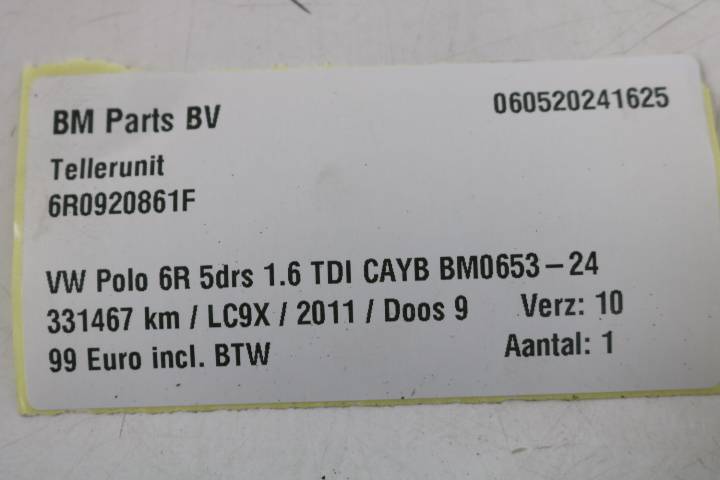 BM Parts BV 060520241625
Tellerunit
6R0920861F
VW Polo 6R 5drs 1.6 TDI CAYB BM0653-24
331467 km / LC9X / 2011 / Doos 9 Verz: 10
99 Euro incl. BTW Aantal: 1